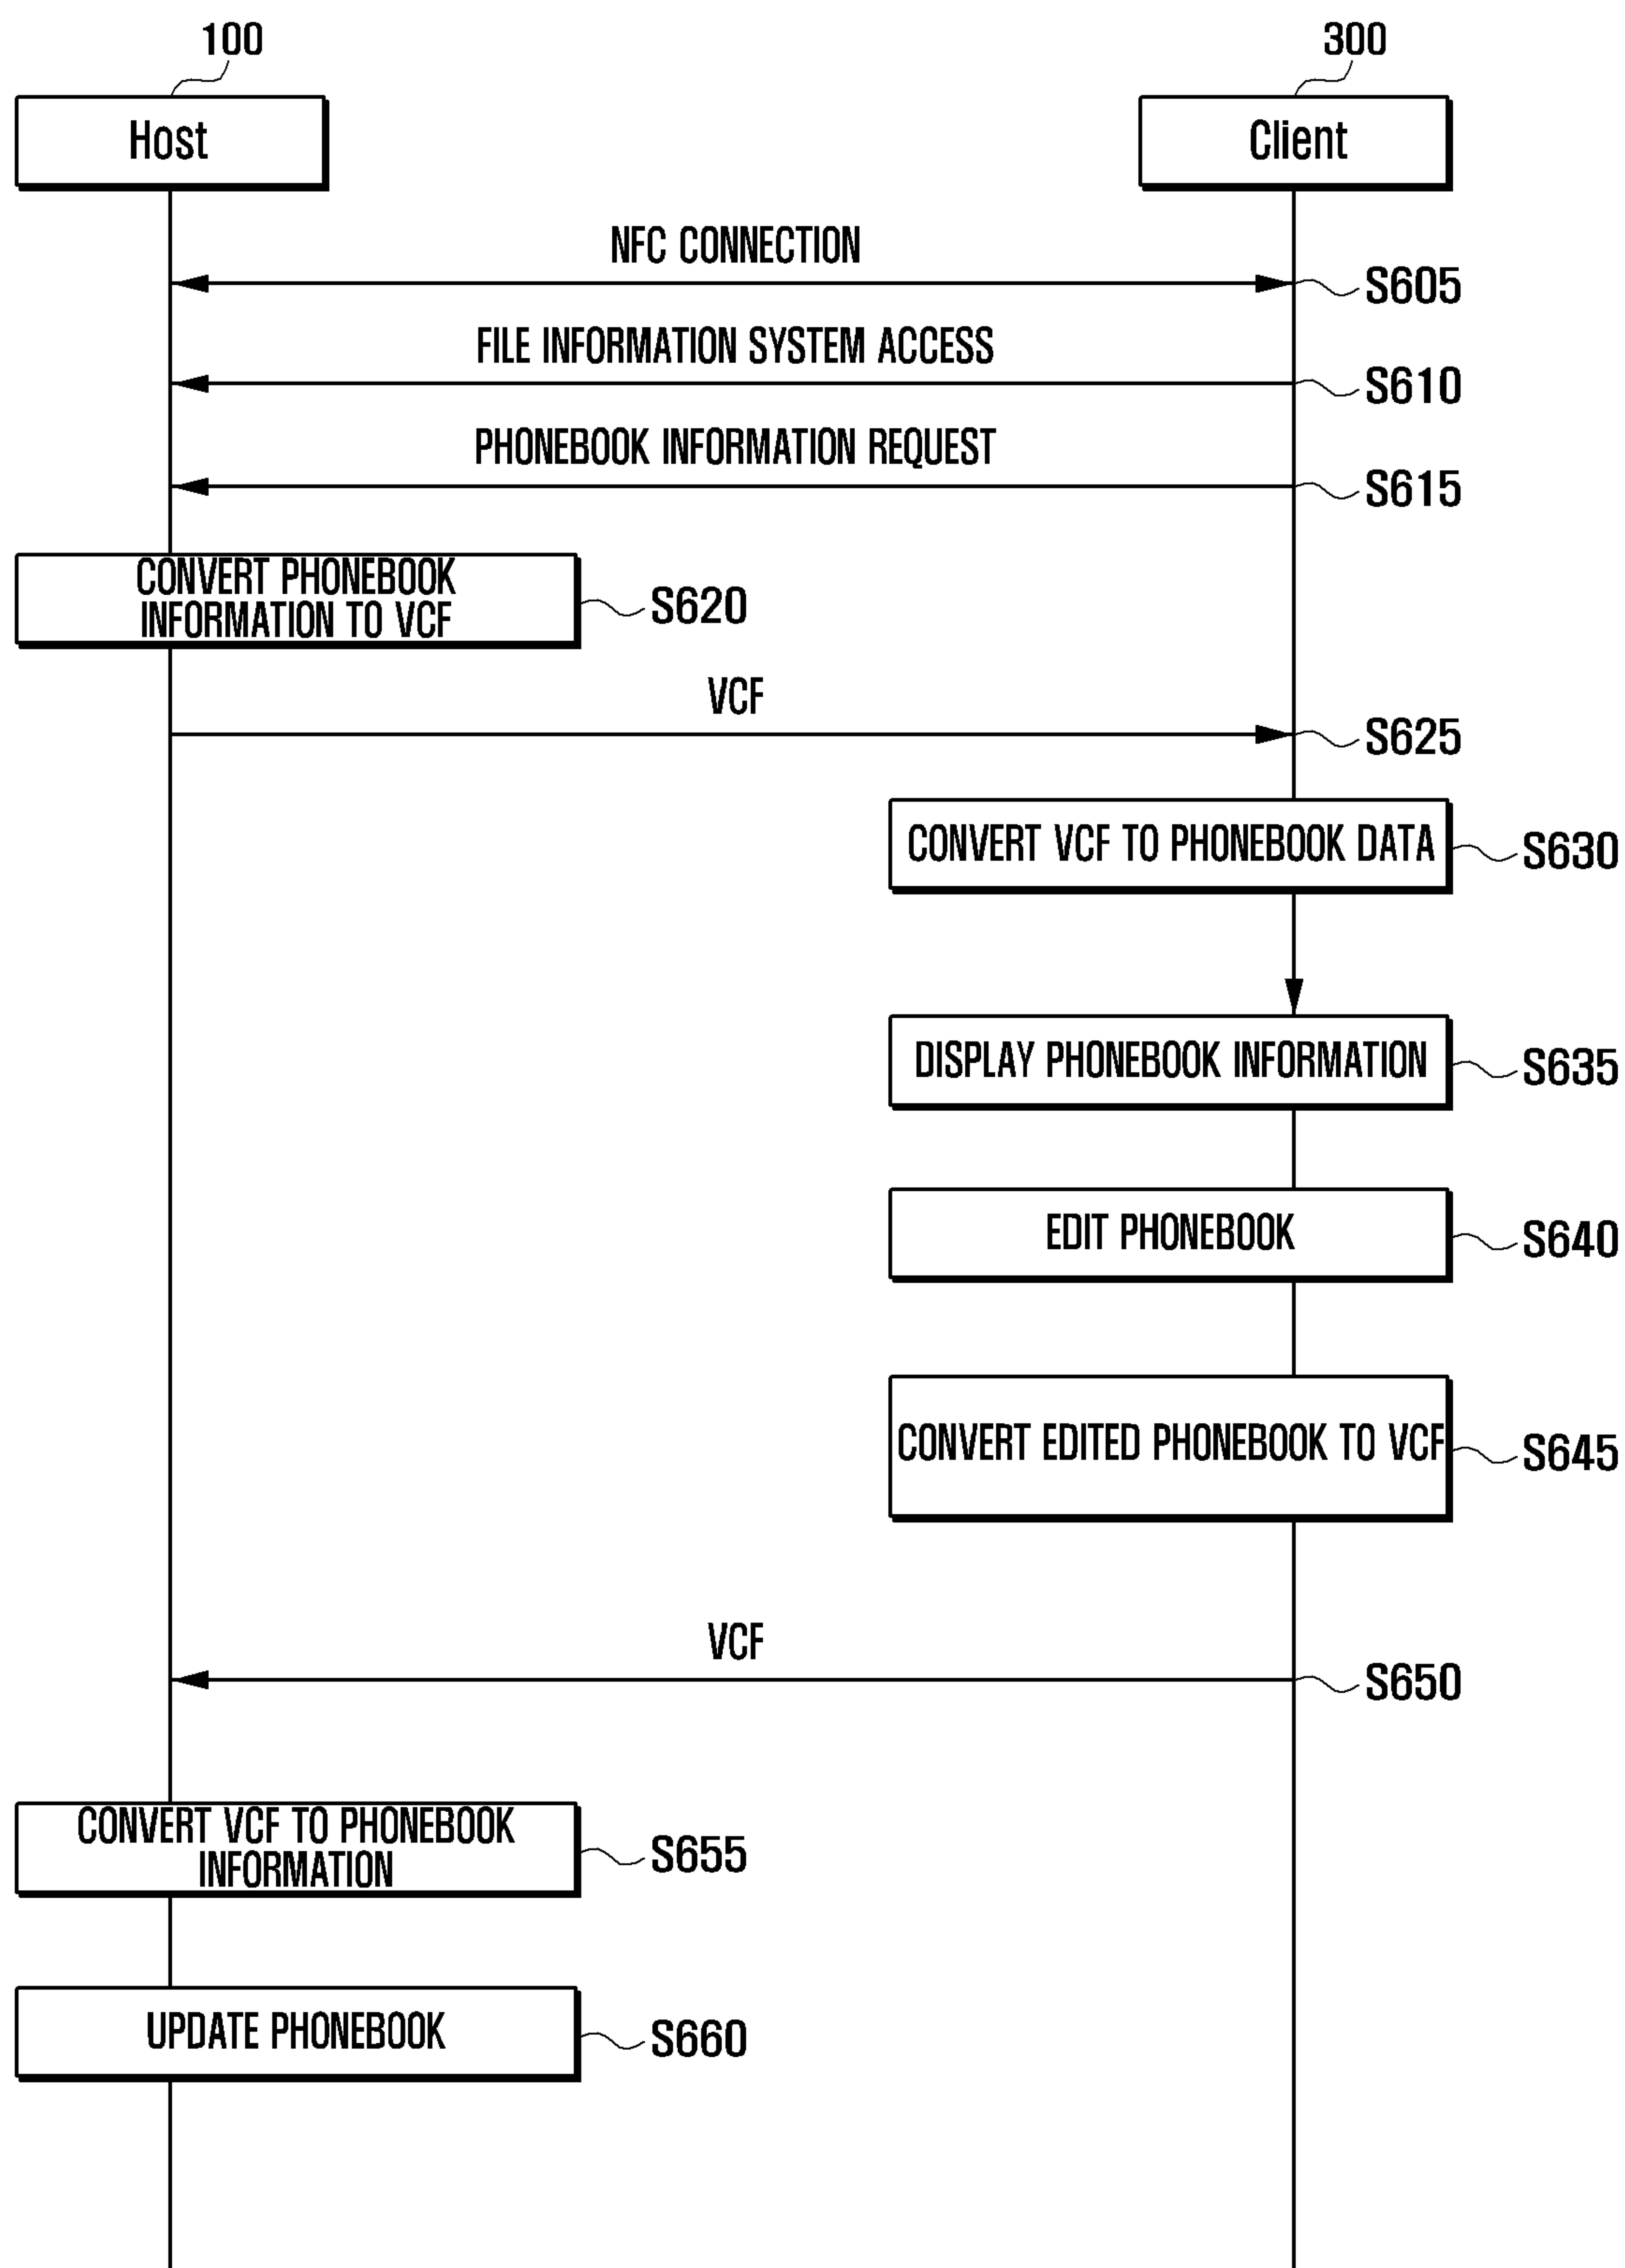 100
300
Host
Client
NFC CONNECTION
S605
FILE INFORMATION SYSTEM ACCESS
S610
PHONEBOOK INFORMATION REQUEST
S615
CONVERT PHONEBOOK
INFORMATION TO VCF
S620
VCF
S625
CONVERT VCF TO PHONEBOOK DATA
S630
DISPLAY PHONEBOOK INFORMATION
S635
EDIT PHONEBOOK
S640
CONVERT EDITED PHONEBOOK TO VCF
S645
VCF
S650
CONVERT VCF TO PHONEBOOK
INFORMATION
S655
UPDATE PHONEBOOK
S660